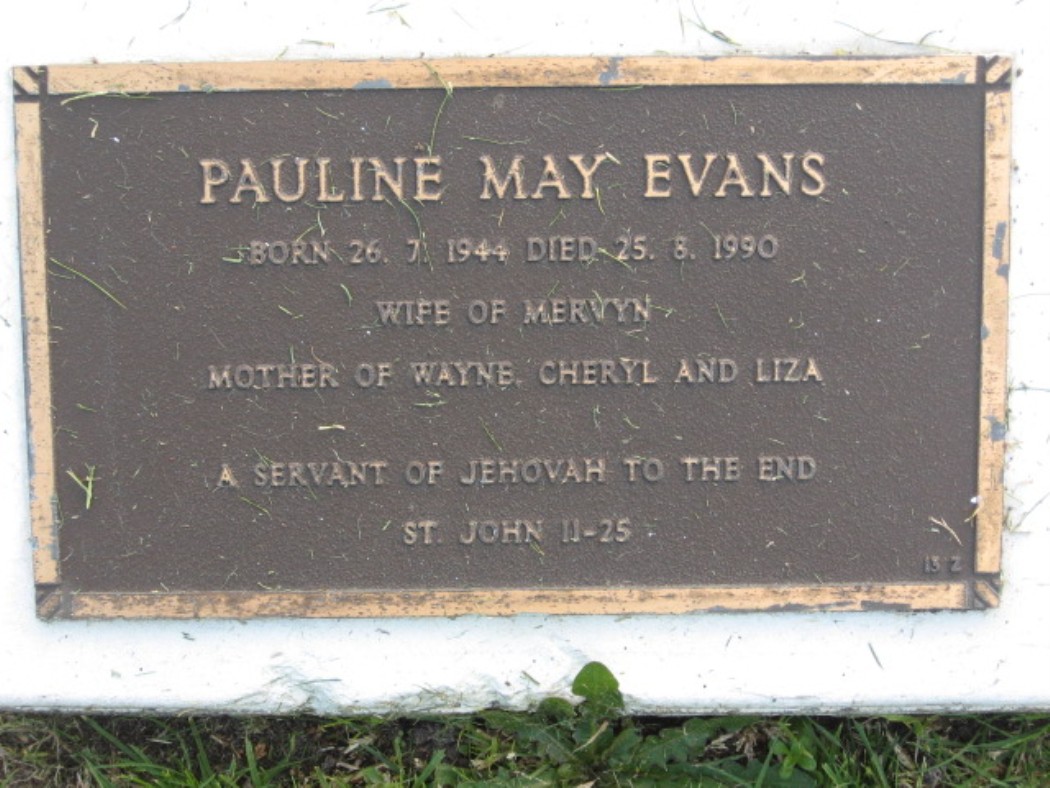 PAULINE MAY EVANS
BORN 26. 7. 1944 DIED 25. 8. 1990
WIFE OF MERVYN
MOTHER OF WAYNE, CHERYL AND LIZA
A SERVANT OF JEHOVAH TO THE END
ST. JOHN 11-25
13 Z